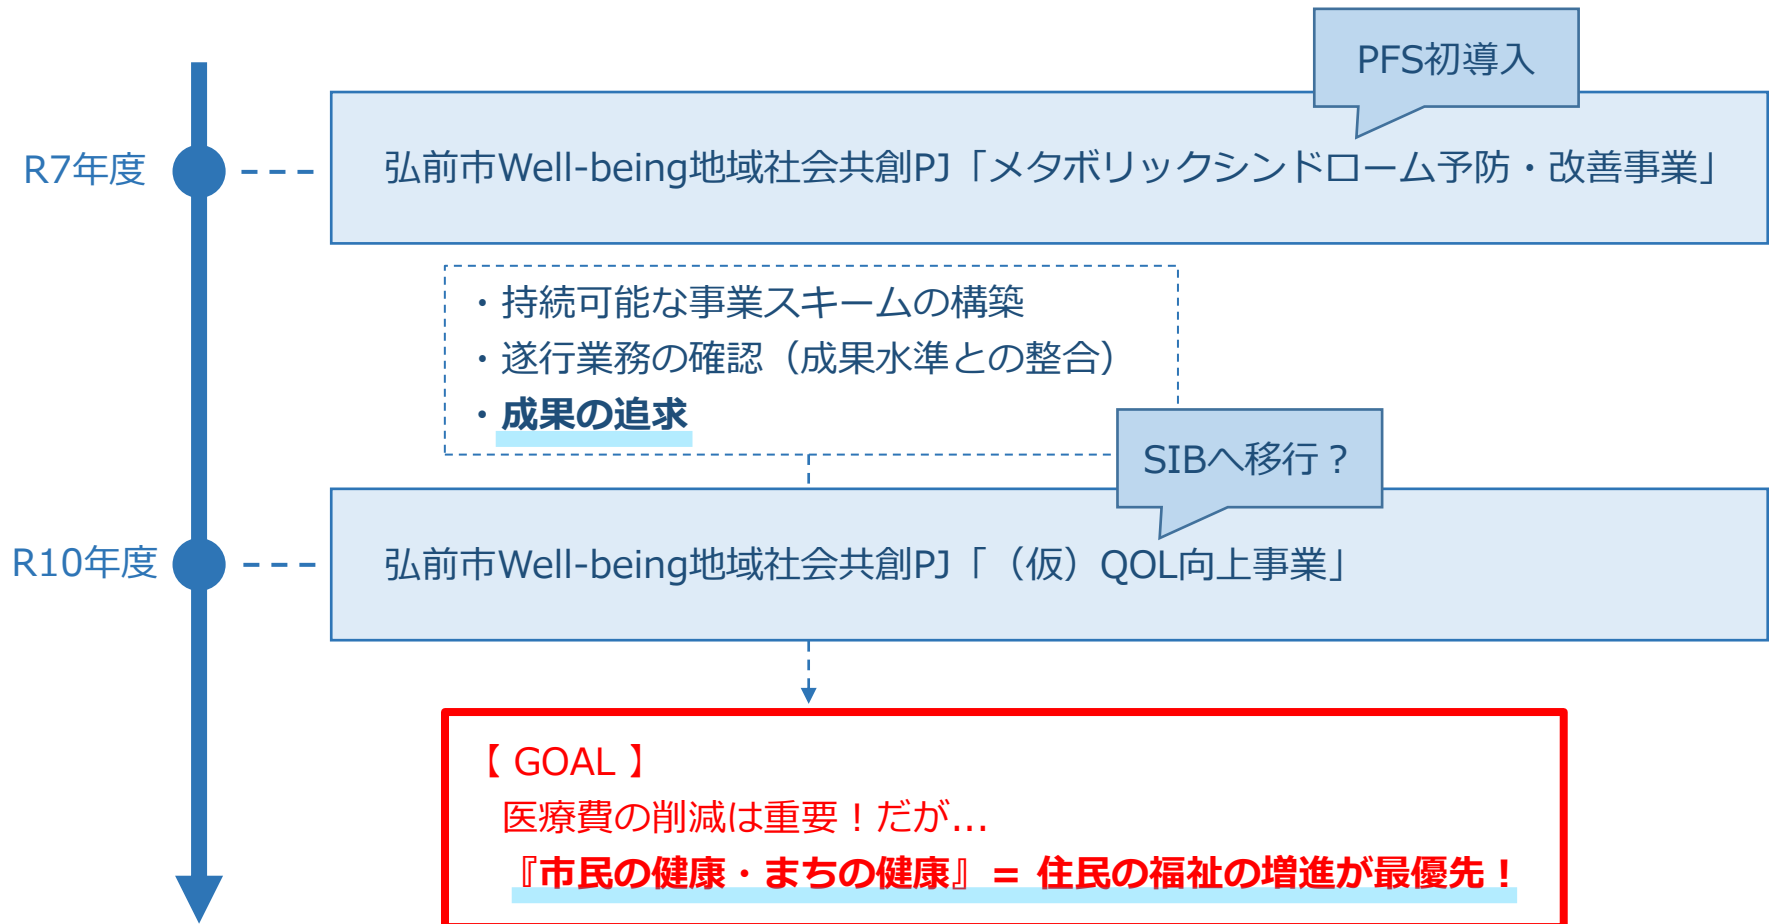 PFS初導入
R7年度
弘前市Well-being地域社会共創PJ「メタボリックシンドローム予防・改善事業」
・持続可能な事業スキームの構築
・遂行業務の確認（成果水準との整合）
・成果の追求
SIBへ移行？
R10年度
弘前市Well-being地域社会共創PJ「（仮）QOL向上事業」
【 GOAL 】
医療費の削減は重要！だが…
『市民の健康・まちの健康』= 住民の福祉の増進が最優先！